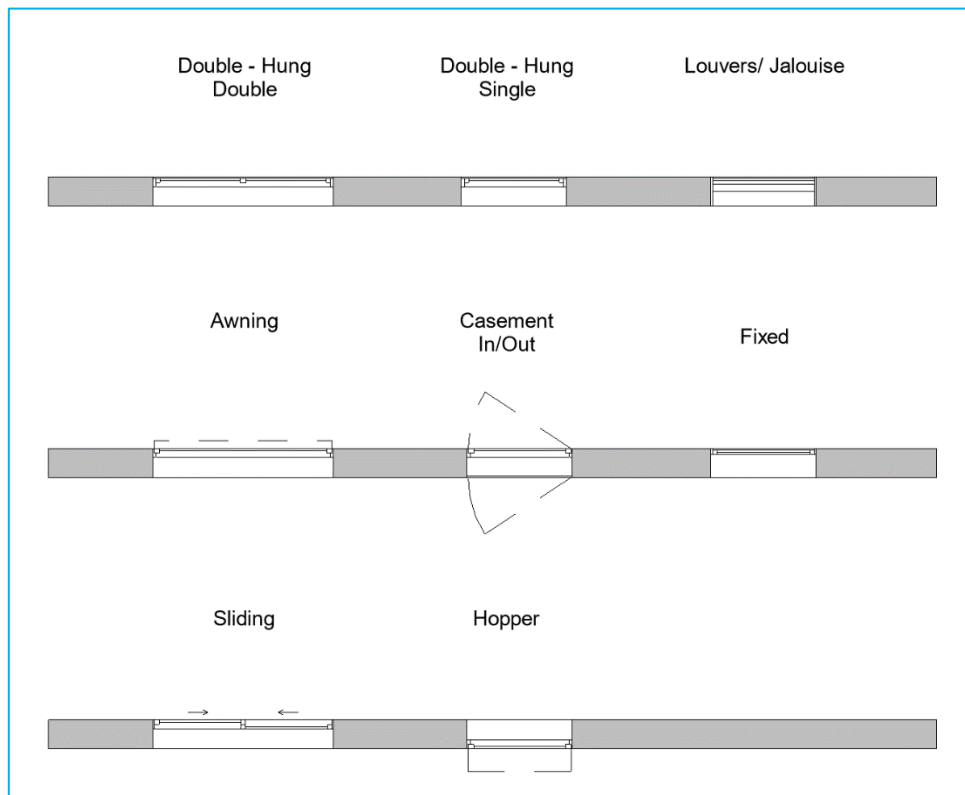 Double - Hung
Double
Double - Hung
Single
Louvers/ Jalouise
Awning
Casement
In/Out
Fixed
Sliding
Hopper